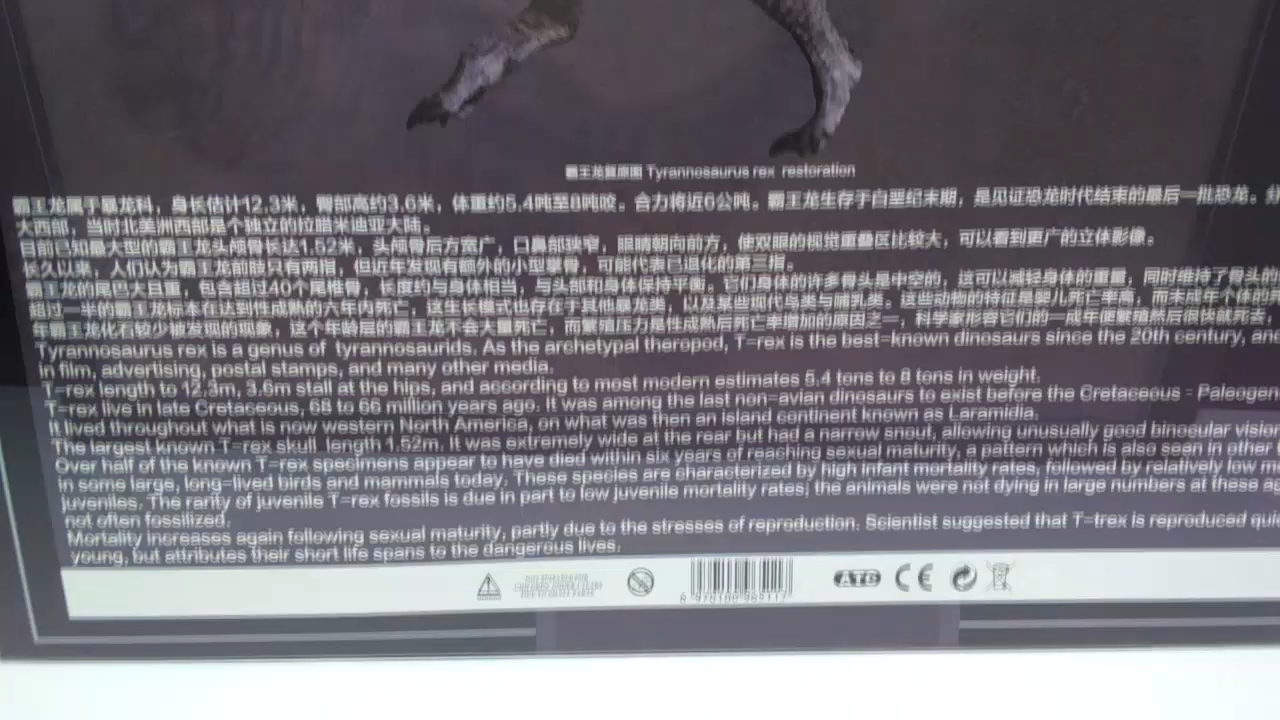 霸王龙复原图 Tyrannosaurus rex restoration
霸王龙属于暴龙科，身长估计12.3米，臀部高约3.6米，体重约5.4吨至8吨咬。合力将近6公吨。霸王龙生存于白垩纪末期，是见证恐龙时代结束的最后一批恐龙。
大西部，当时北美洲西部是个独立的拉腊米迪亚大陆。
目前已知最大型的霸王龙头颅骨长达1.52米，头颅骨后方宽广，口鼻部狭窄，眼睛朝向前方，使双眼的视觉重叠区比较大，可以看到更广的立体影像。
长久以来，人们认为霸王龙前肢只有两指，但近年发现有额外的小型掌骨，可能代表已退化的第三指。
霸王龙的尾巴大且重，包含超过40个尾椎骨，长度约与身体相当，与头部和身体保持平衡。它们身体的许多骨头是中空的，这可以减轻身体的重量，同时维持了骨头的
超过一半的霸王龙标本在达到性成熟的六年内死亡，这生长模式也存在于其他暴龙类，以及某些现代鸟类与哺乳类。这些动物的特征是婴儿死亡率高，而未成年个体的
年霸王龙化石较少被发现的现象，这个年龄层的霸王龙不会大量死亡，而繁殖压力是性成熟后死亡率增加的原因之一，科学家形容它们的一成年便繁殖然后很快就死去，
Tyrannosaurus rex is a genus of tyrannosaurids. As the archetypal theropod, T-rex is the best-known dinosaurs since the 20th century, and
in film, advertising, postal stamps, and many other media.
T-rex length to 12.3m, 3.6m stall at the hips, and according to most modern estimates 5.4 tons to 8 tons in weight.
T-rex live in late Cretaceous, 68 to 66 million years ago. It was among the last non-avian dinosaurs to exist before the Cretaceous - Paleogen
It lived throughout what is now western North America, on what was then an island continent known as Laramidia.
The largest known T-rex skull length 1.52m. It was extremely wide at the rear but had a narrow snout, allowing unusually good binocular vision
Over half of the known T-rex specimens appear to have died within six years of reaching sexual maturity, a pattern which is also seen in other
in some large, long-lived birds and mammals today. These species are characterized by high infant mortality rates, followed by relatively low m
juveniles. The rarity of juvenile T-rex fossils is due in part to low juvenile mortality rates; the animals were not dying in large numbers at these ag
not often fossilized.
Mortality increases again following sexual maturity, partly due to the stresses of reproduction. Scientist suggested that T-trex is reproduced qui
young, but attributes their short life spans to the dangerous lives.
ATB CE